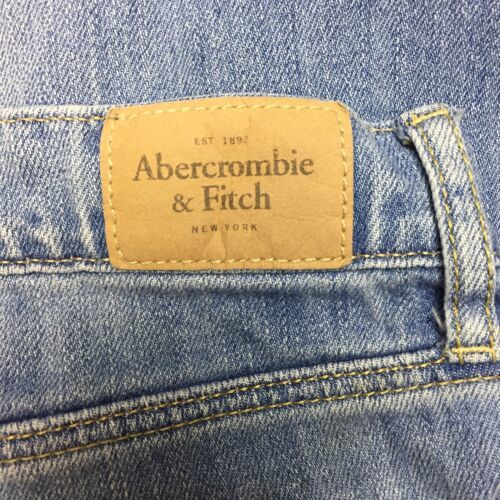 EST. 1892
Abercrombie
& Fitch
NEW YORK